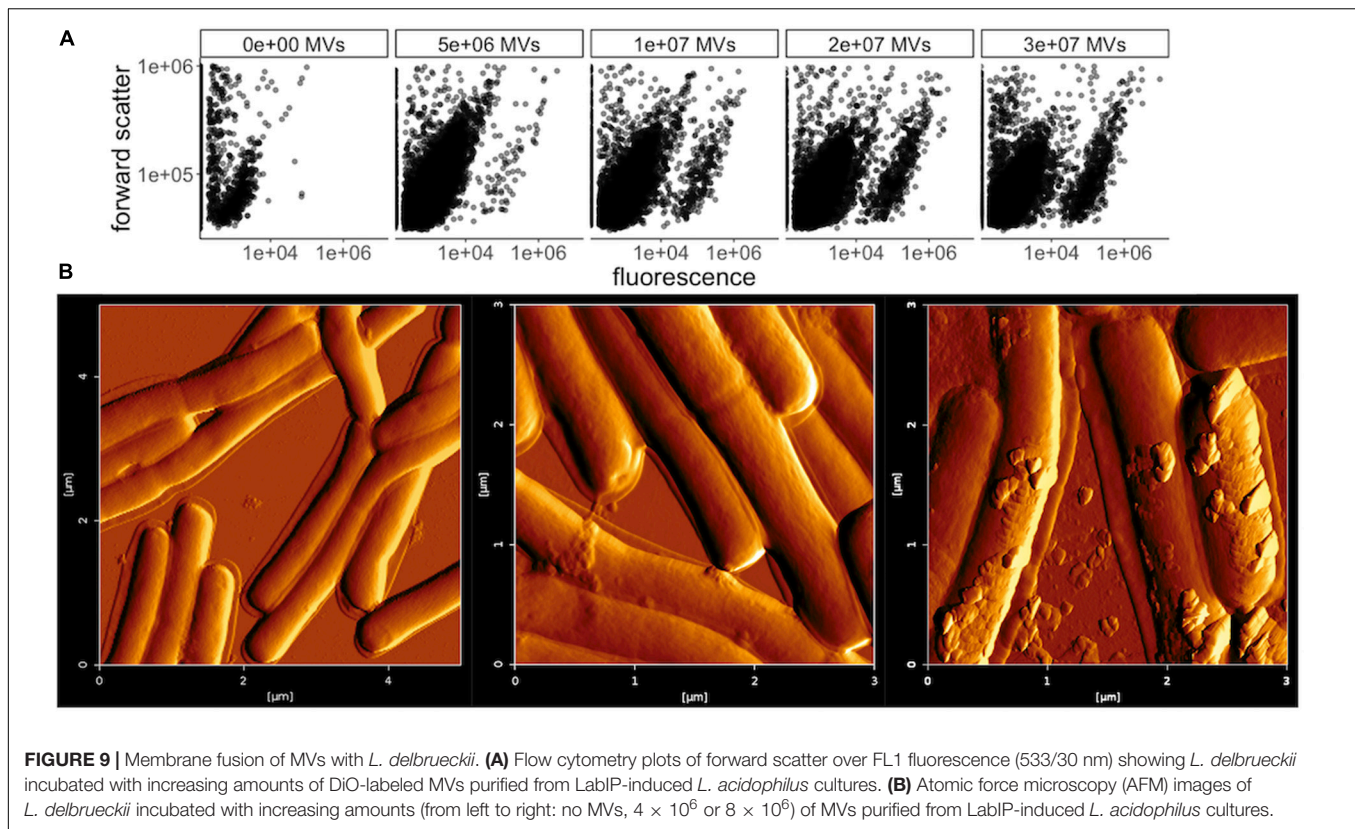 A
0e+00 MVs 5e+06 MVs 1e+07 MVs 2e+07 MVs 3e+07 MVs
1e+06
forward scatter
1e+05
1e+04 1e+06 1e+04 1e+06 1e+04 1e+06 1e+04 1e+06 1e+04 1e+06
fluorescence
B
4
2
0
[µm]
0 2 4
[µm]
3
2
1
0
[µm]
0 1 2 3
[µm]
3
2
1
0
[µm]
0 1 2 3
[µm]
FIGURE 9 | Membrane fusion of MVs with L. delbrueckii. (A) Flow cytometry plots of forward scatter over FL1 fluorescence (533/30 nm) showing L. delbrueckii
incubated with increasing amounts of DiO-labeled MVs purified from LabIP-induced L. acidophilus cultures. (B) Atomic force microscopy (AFM) images of
L. delbrueckii incubated with increasing amounts (from left to right: no MVs, 4 × 10⁶ or 8 × 10⁶) of MVs purified from LabIP-induced L. acidophilus cultures.